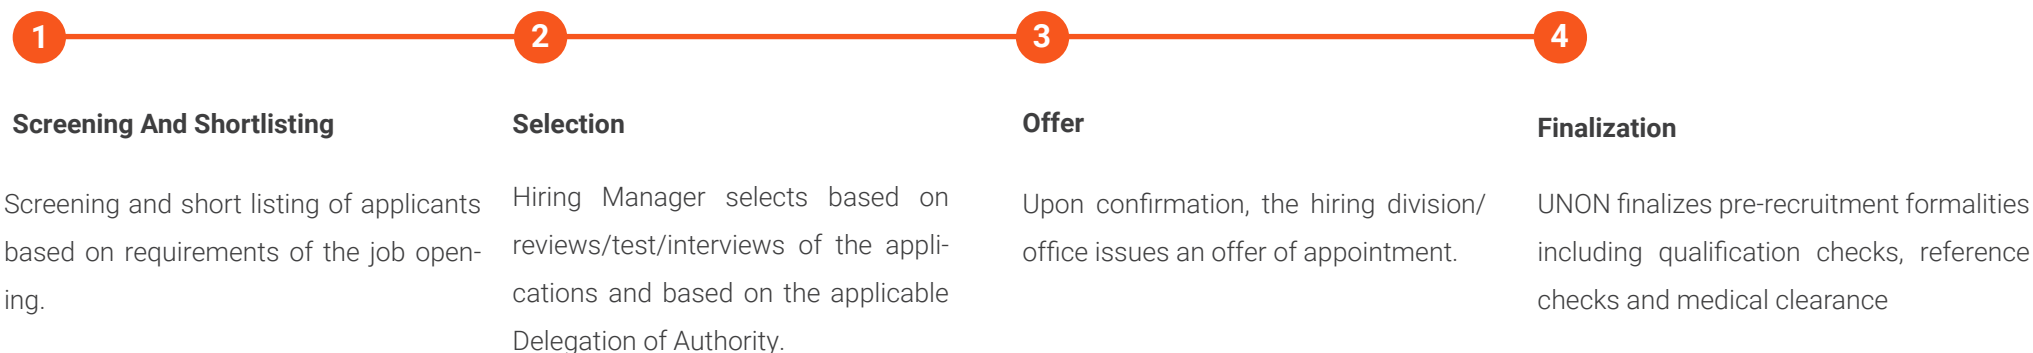 1
2
3
4
Screening And Shortlisting
Screening and short listing of applicants
based on requirements of the job open-
ing.
Selection
Hiring Manager selects based on
reviews/test/interviews of the appli-
cations and based on the applicable
Delegation of Authority.
Offer
Upon confirmation, the hiring division/
office issues an offer of appointment.
Finalization
UNON finalizes pre-recruitment formalities
including qualification checks, reference
checks and medical clearance